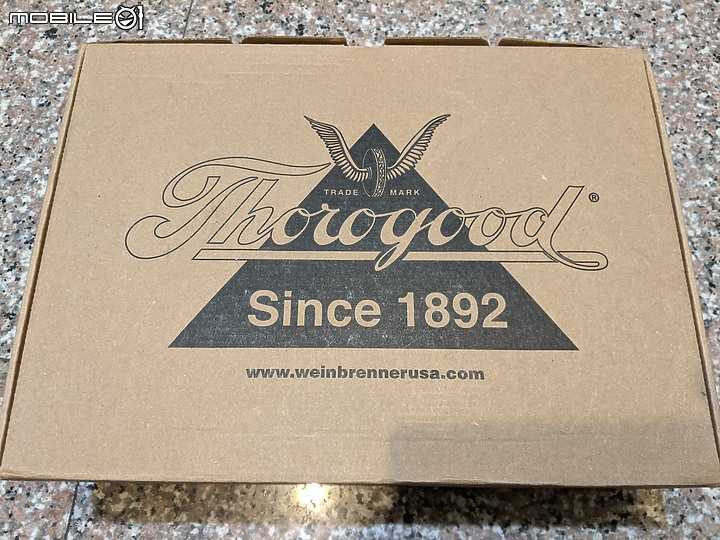 MOBILE01
TRADE MARK
Thorogood®
Since 1892
www.weinbrennerusa.com